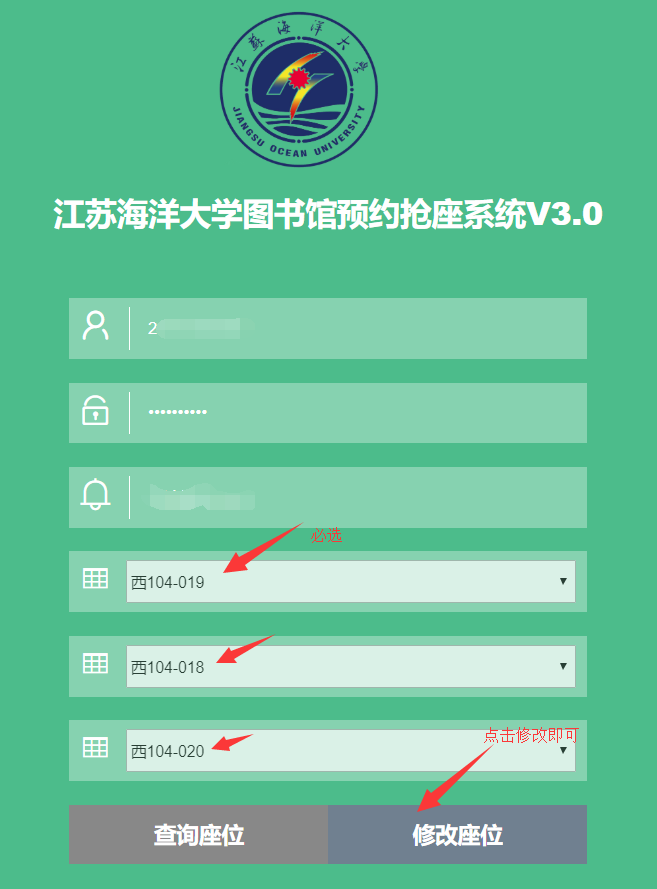 江蘇海洋大學
JIANGSU OCEAN UNIVERSITY
江苏海洋大学图书馆预约抢座系统V3.0
2
••••••••••
必选
西104-019
西104-018
西104-020
点击修改即可
查询座位
修改座位